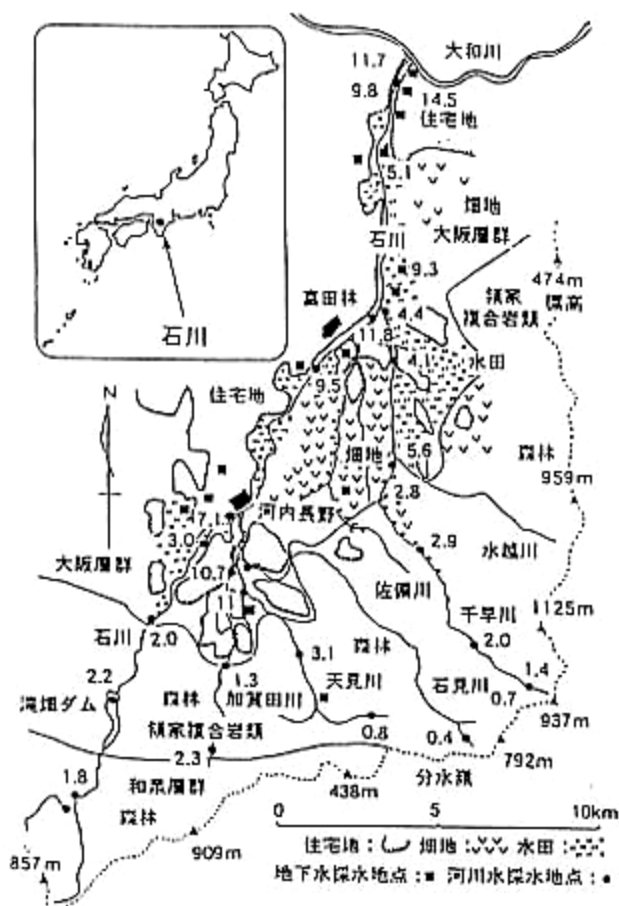 大和川
11.7
9.8
14.5
住宅地
5.1
畑地
石川
大阪層群
9.3
474m
標高
領家
複合岩類
富田林
4.4
11.8
4.1
水田
石川
住宅地
9.5
N
畑地
5.6
森林
959m
2.8
河内長野
3.0
2.9
水越川
大阪層群
10.7
佐備川
千早川
1125m
11
石川
2.0
2.0
森林
3.1
2.2
1.3
天見川
石見川
1.4
0.7
滝畑ダム
森林
加賀田川
937m
領家複合岩類
0.8
0.4
792m
2.3
和泉層群
分水嶺
438m
1.8
森林
0
5
10km
909m
857m
住宅地:
畑地:
水田:
地下水採水地点:■ 河川水採水地点:●